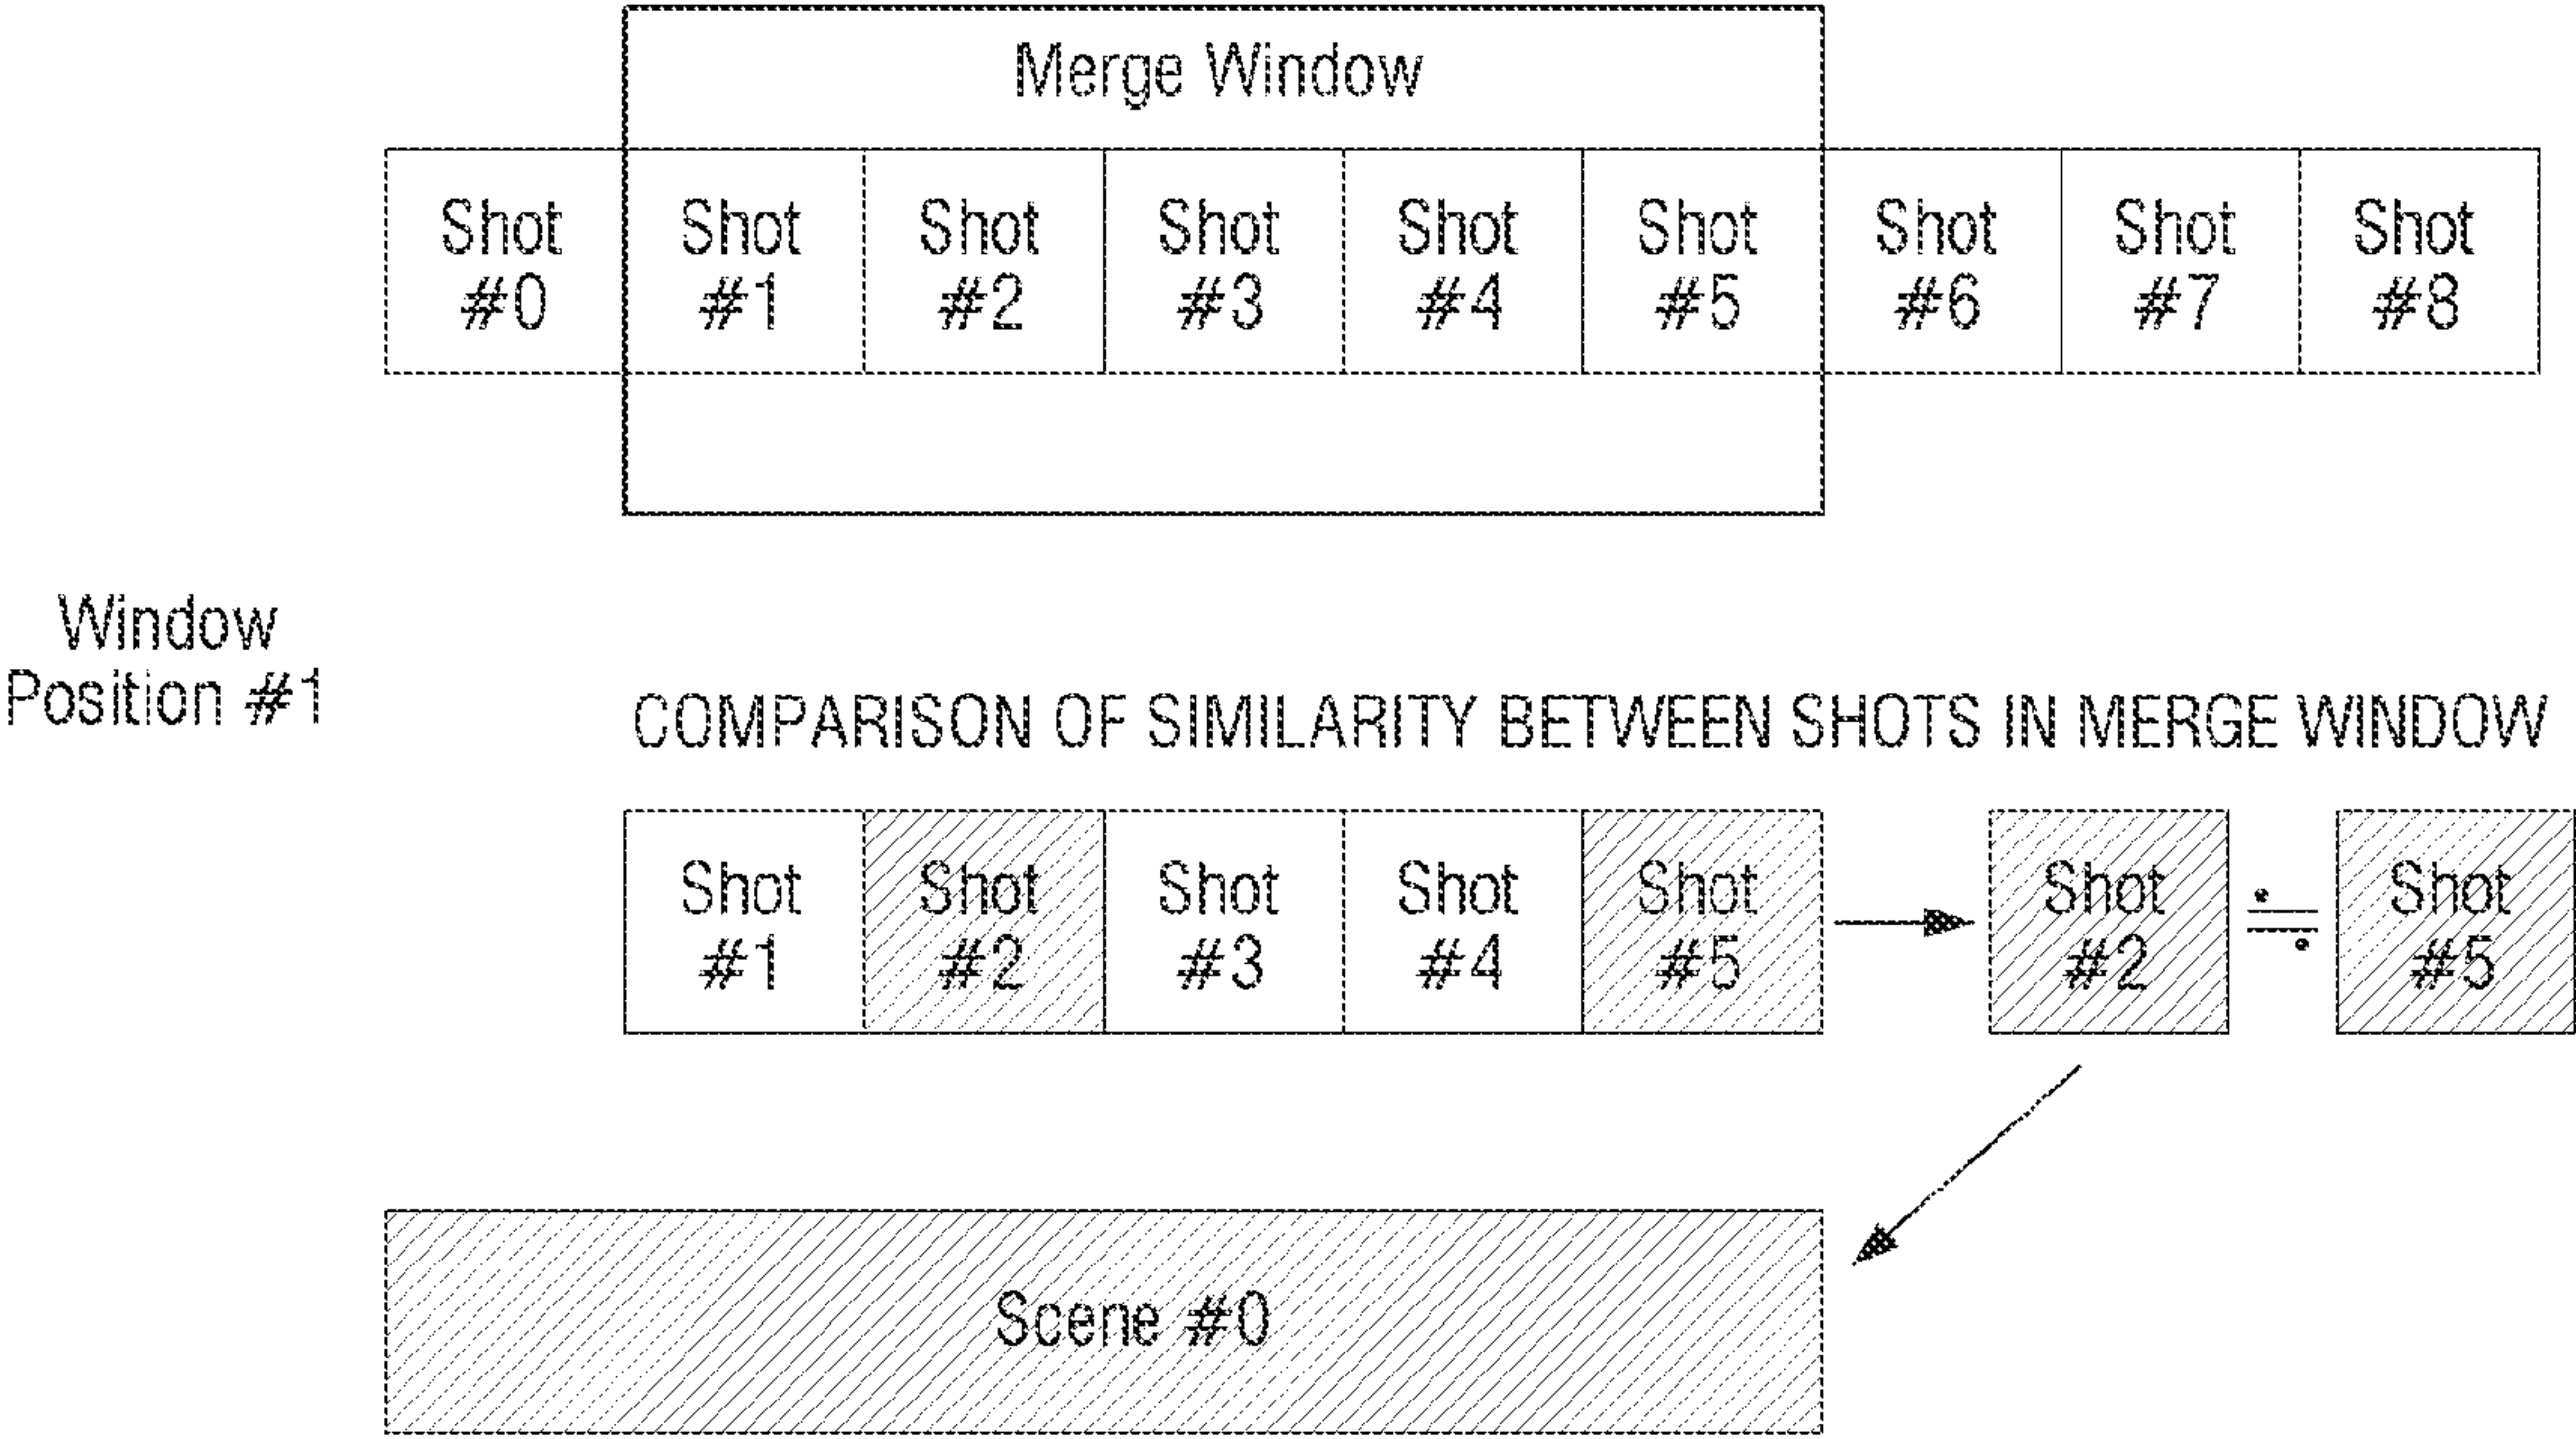 Merge Window
Shot #0 Shot #1 Shot #2 Shot #3 Shot #4 Shot #5 Shot #6 Shot #7 Shot #8
Window
Position #1
COMPARISON OF SIMILARITY BETWEEN SHOTS IN MERGE WINDOW
Shot #1 Shot #2 Shot #3 Shot #4 Shot #5 Shot #2 ≒ Shot #5
Scene #0